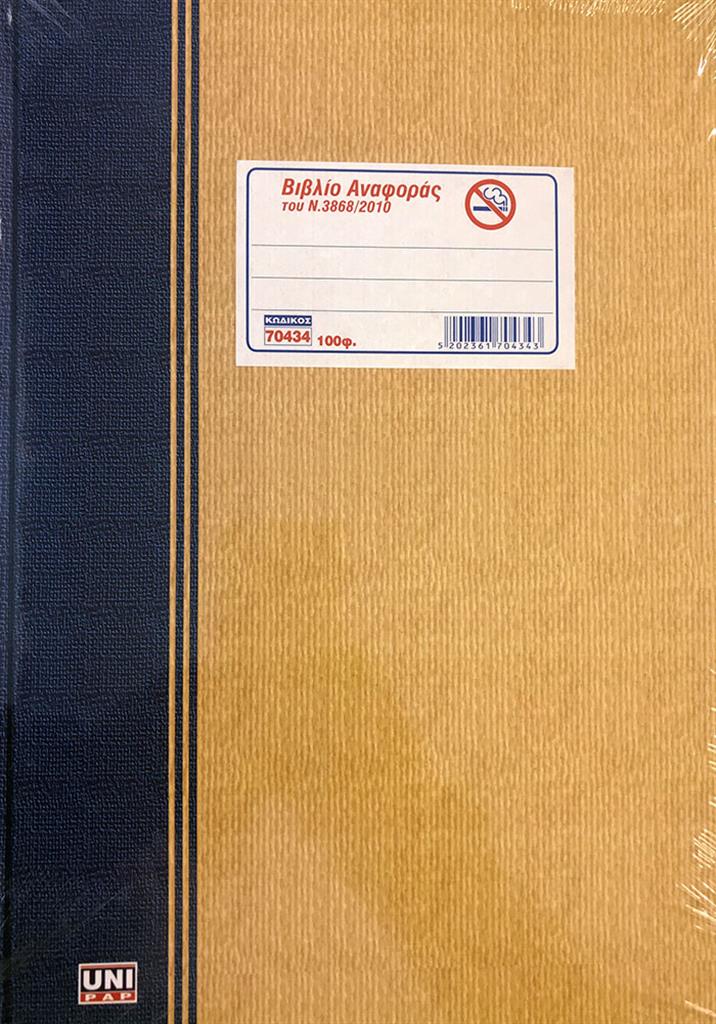 Βιβλίο Αναφοράς
του Ν.3868/2010
ΚΩΔΙΚΟΣ
70434 100φ.
5 202361 704343
UNI
PAP